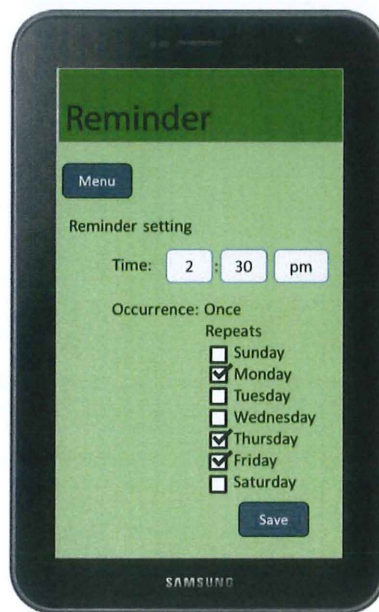 Reminder
Menu
Reminder setting
Time: 2 : 30 pm
Occurrence: Once
Repeats
Sunday
Monday
Tuesday
Wednesday
Thursday
Friday
Saturday
Save
SAMSUNG